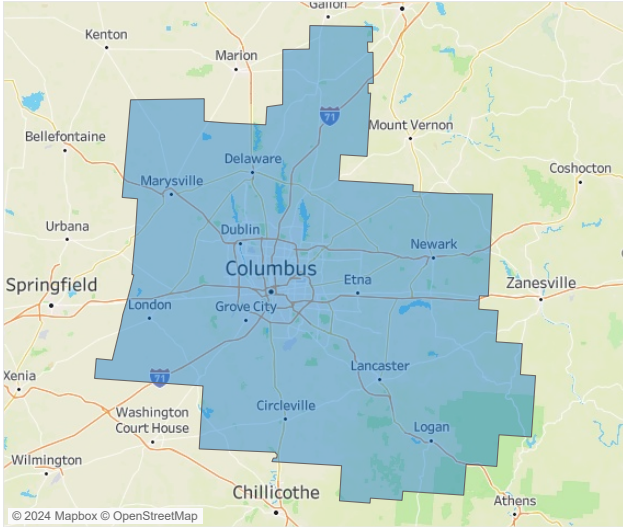 Galion
Kenton
Marion
71
Bellefontaine
Mount Vernon
Delaware
Coshocton
Marysville
Urbana
Dublin
Newark
Columbus
Springfield
Etna
Zanesville
London
Grove City
Xenia
71
Lancaster
Washington
Court House
Circleville
Logan
Wilmington
Chillicothe
Athens
© 2024 Mapbox © OpenStreetMap